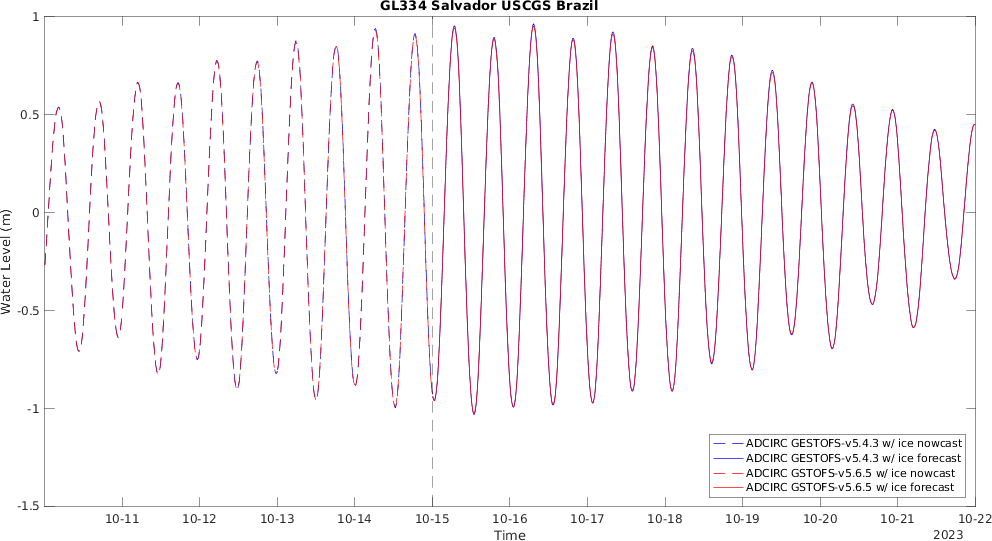 GL334 Salvador USCGS Brazil
1
0.5
0
-0.5
-1
-1.5
Water Level (m)
ADCIRC GESTOFS-v5.4.3 w/ ice nowcast
ADCIRC GESTOFS-v5.4.3 w/ ice forecast
ADCIRC GSTOFS-v5.6.5 w/ ice nowcast
ADCIRC GSTOFS-v5.6.5 w/ ice forecast
10-11 10-12 10-13 10-14 10-15 10-16 10-17 10-18 10-19 10-20 10-21 10-22
Time
2023